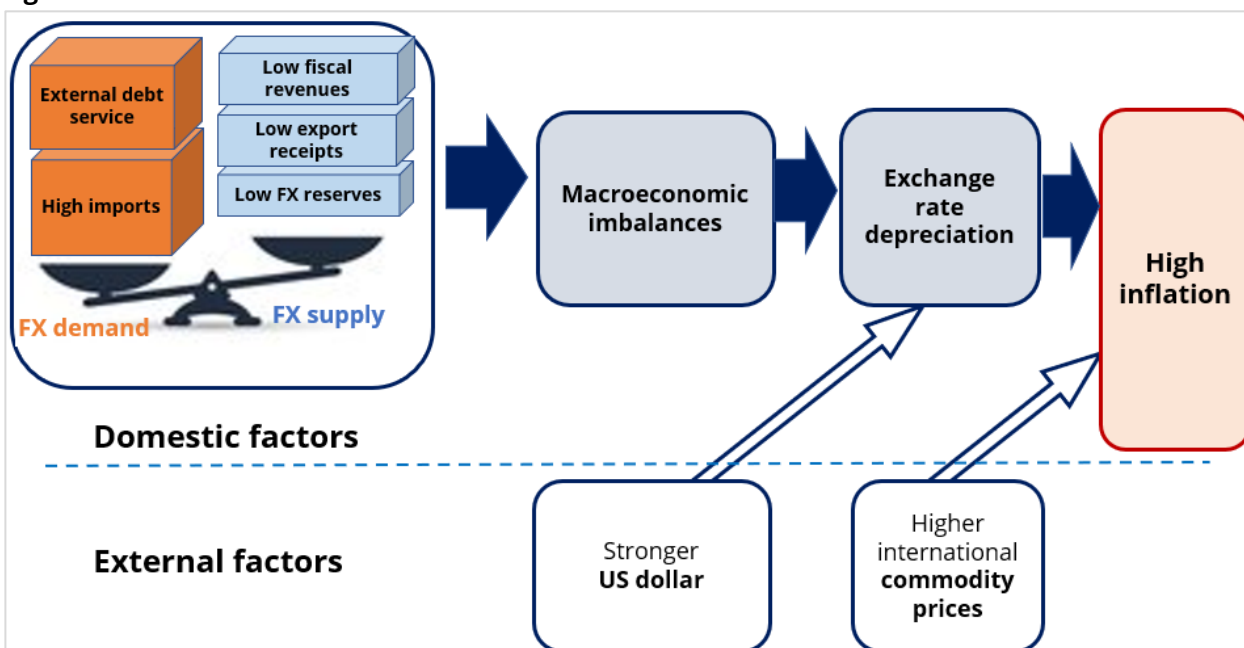 External debt
service
High imports
Low fiscal
revenues
Low export
receipts
Low FX reserves
FX demand
FX supply
Macroeconomic
imbalances
Exchange
rate
depreciation
High
inflation
Domestic factors
External factors
Stronger
US dollar
Higher
international
commodity
prices